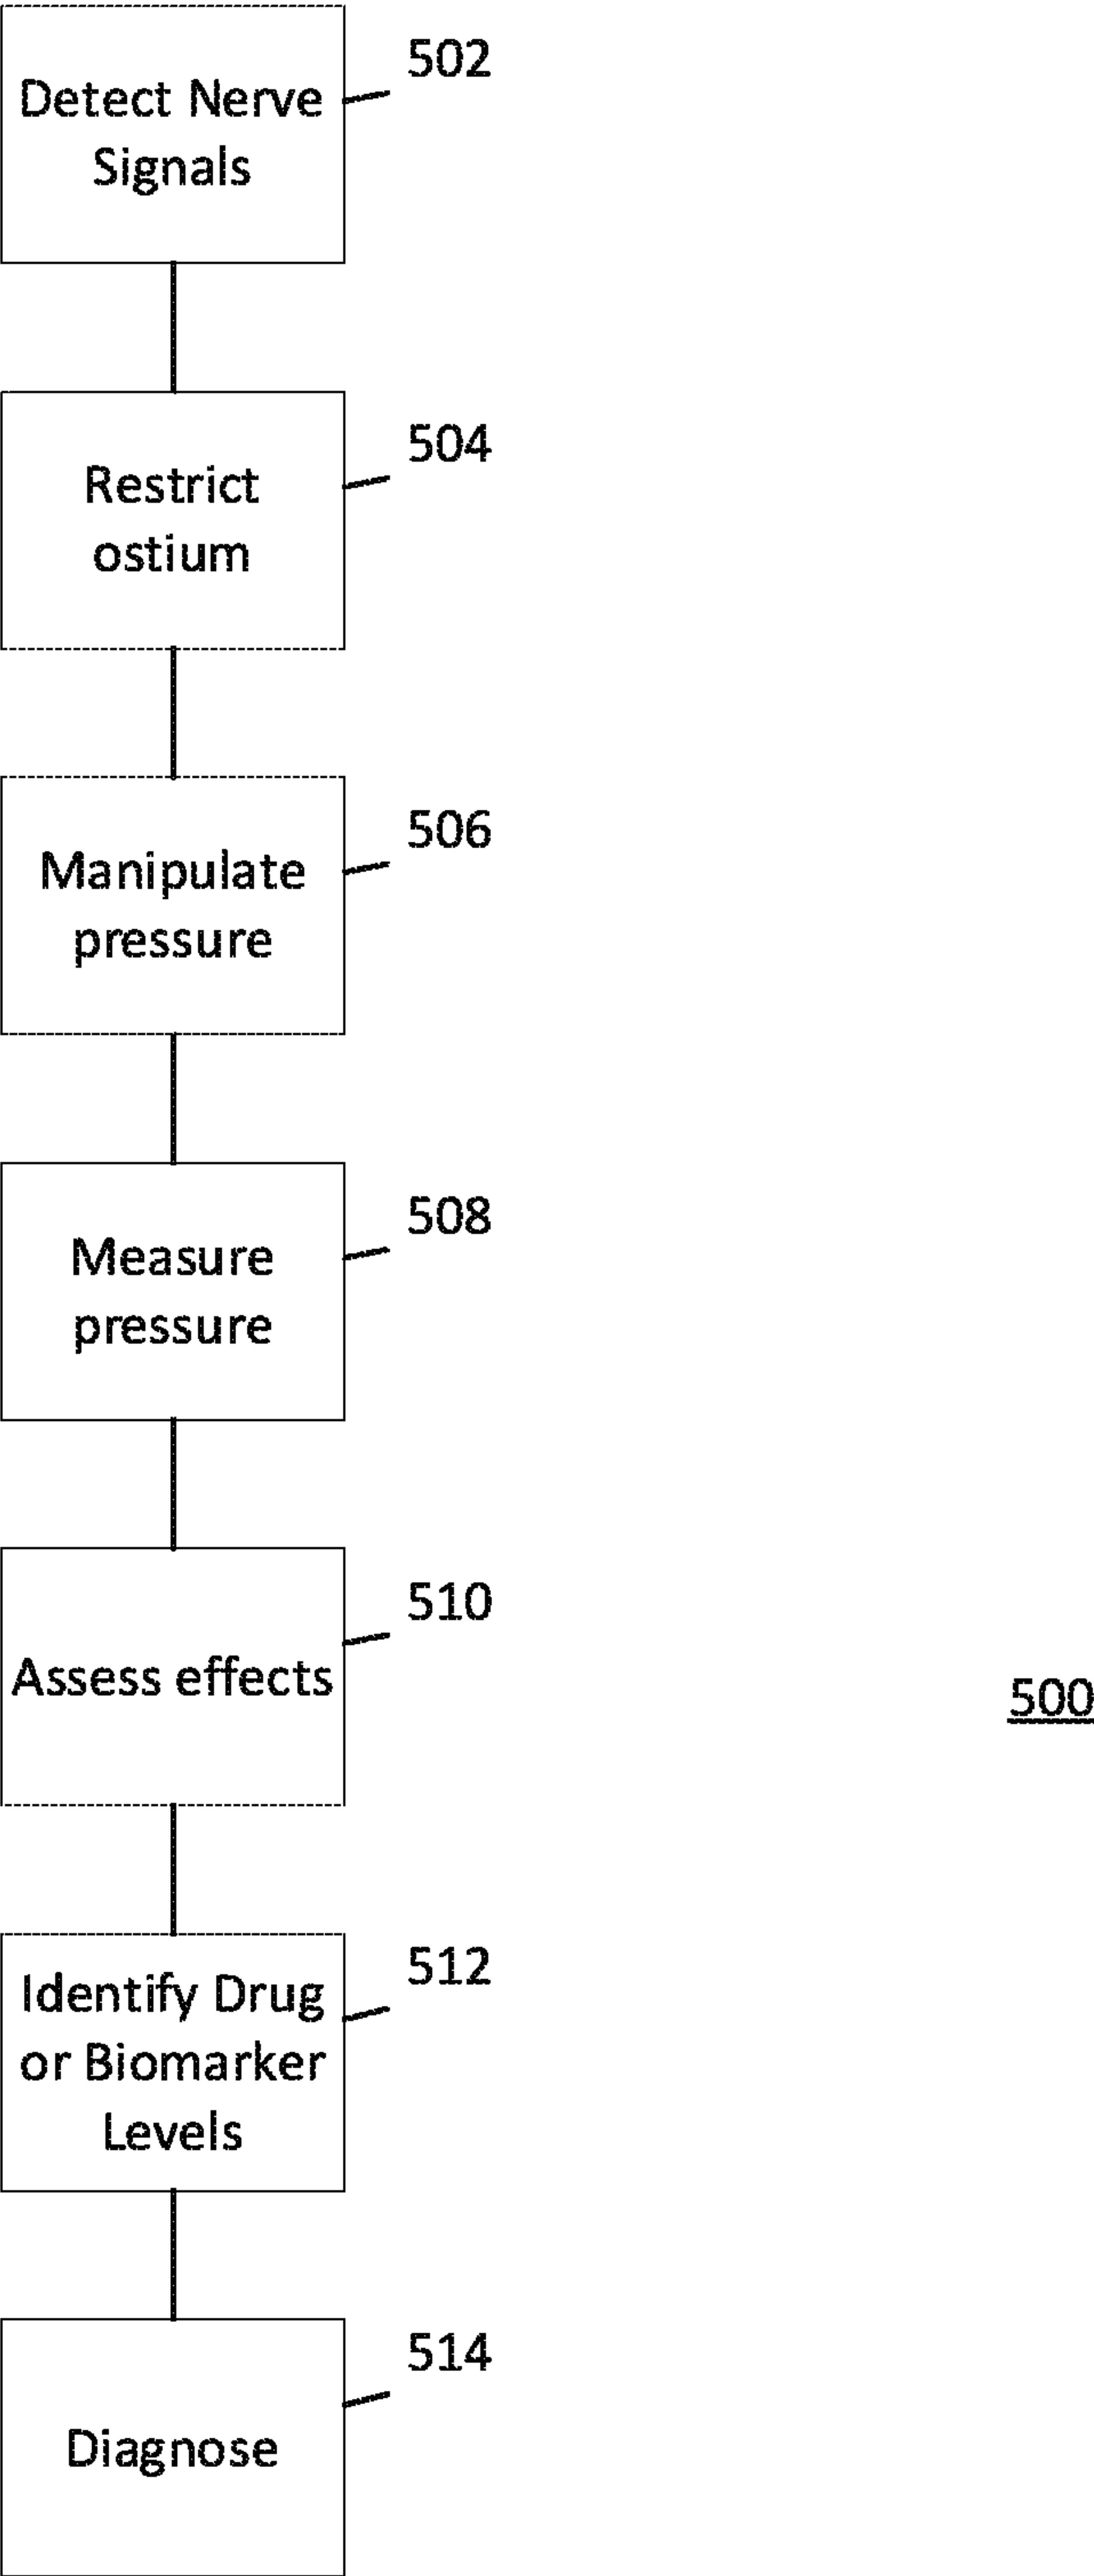 502
Detect Nerve
Signals
504
Restrict
ostium
506
Manipulate
pressure
508
Measure
pressure
510
Assess effects
500
512
Identify Drug
or Biomarker
Levels
514
Diagnose